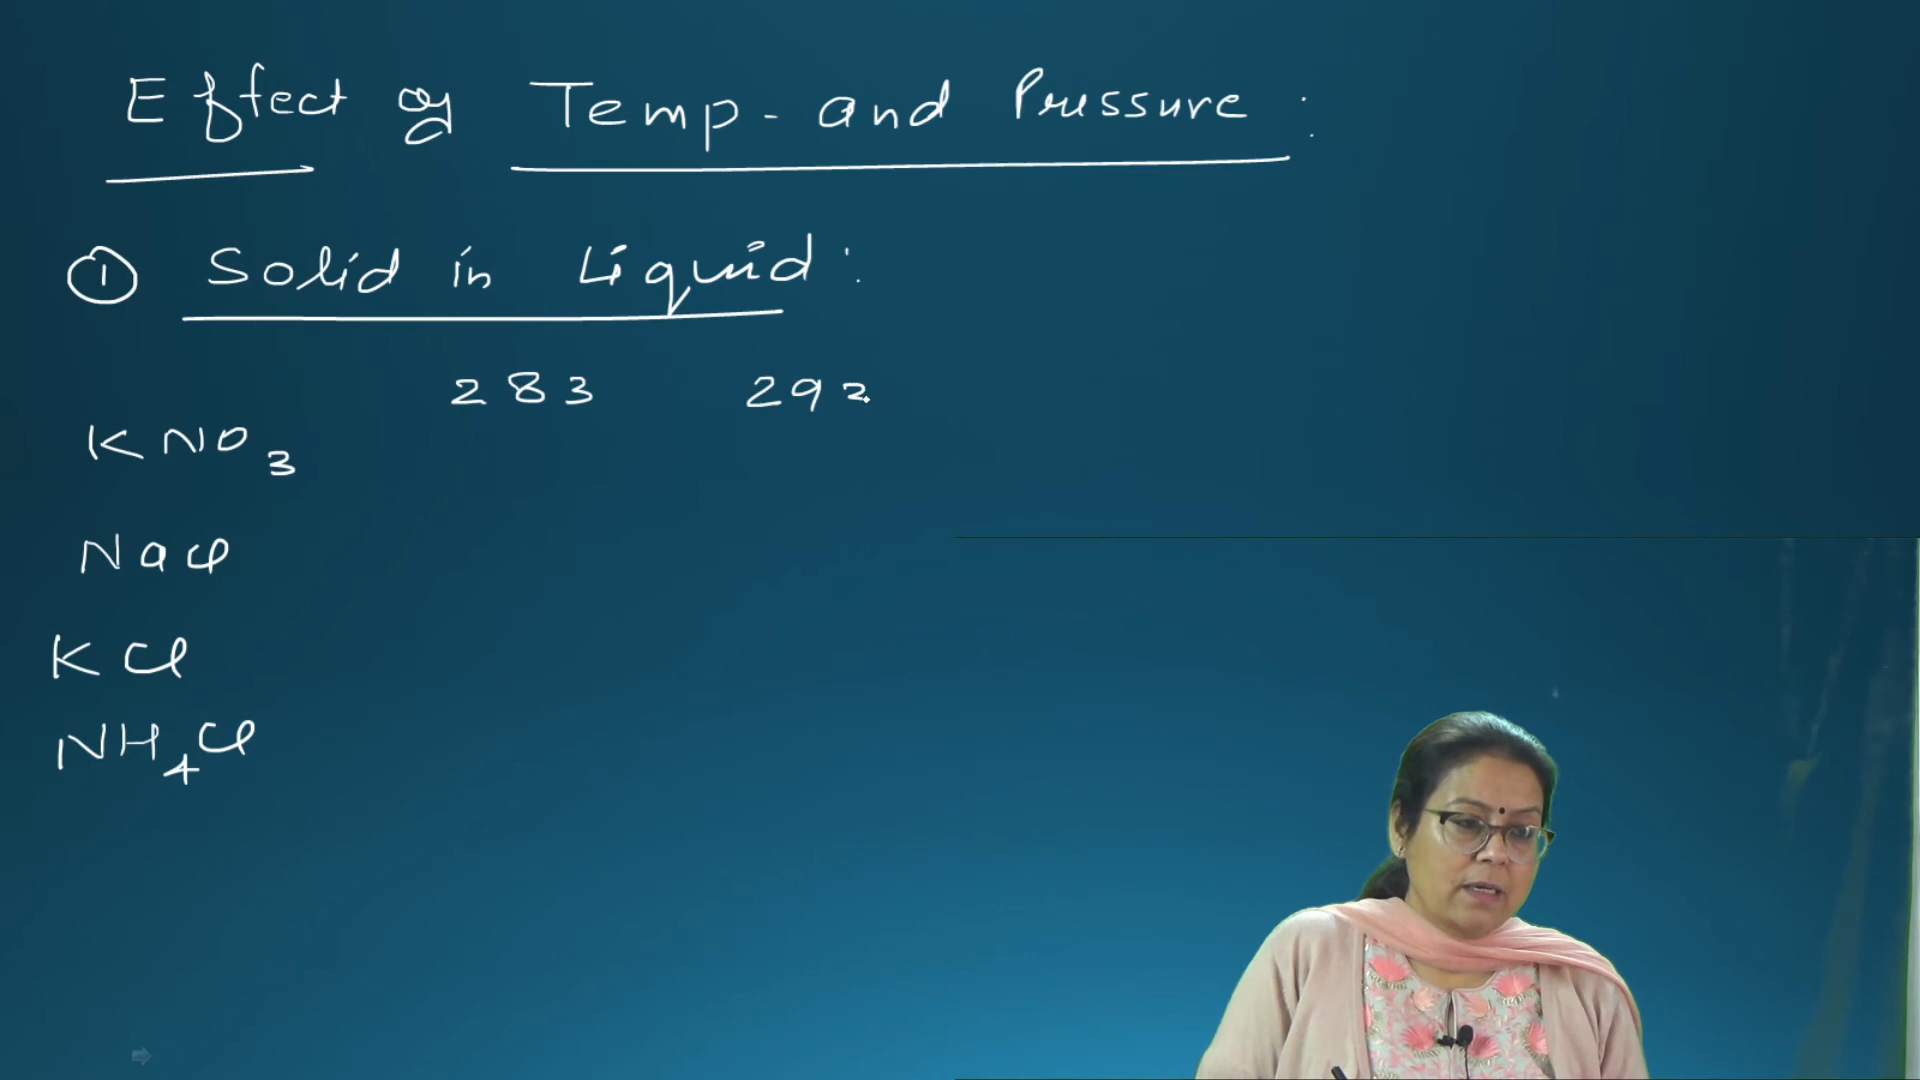 Effect of Temp. and Pressure :
① Solid in Liquid :
283 293
KNO3
NaCl
KCl
NH4Cl